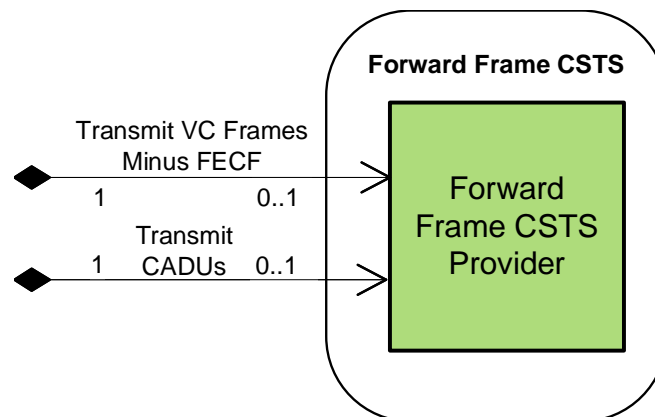 Forward Frame CSTS
Transmit VC Frames
Minus FECF
1 0..1
Transmit
CADUs
1 0..1
Forward
Frame CSTS
Provider